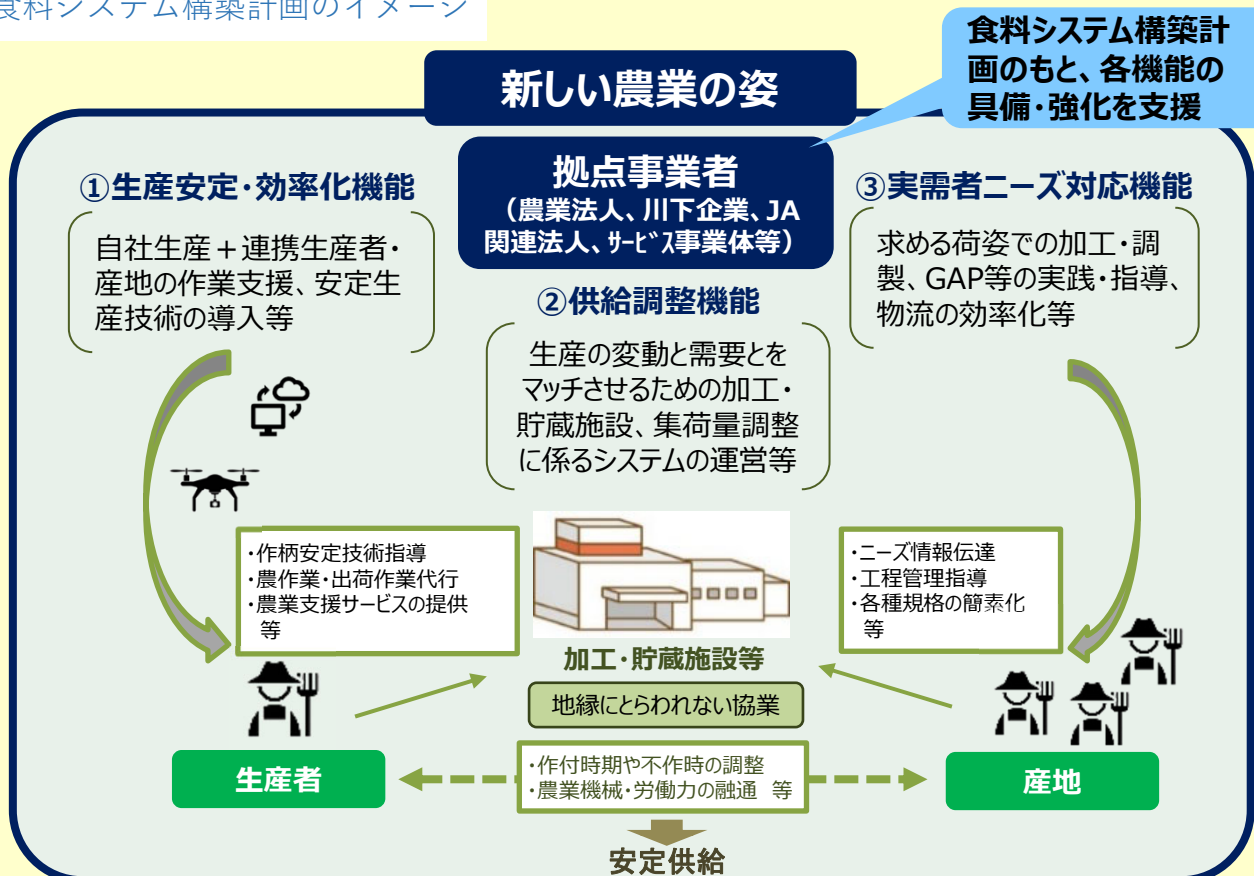 食料システム構築計画のイメージ
食料システム構築計
画のもと、各機能の
具備・強化を支援
新しい農業の姿
拠点事業者
（農業法人、川下企業、JA
関連法人、ｻｰﾋﾞｽ事業体等）
①生産安定・効率化機能
自社生産＋連携生産者・
産地の作業支援、安定生
産技術の導入等
②供給調整機能
生産の変動と需要とを
マッチさせるための加工・
貯蔵施設、集荷量調整
に係るシステムの運営等
③実需者ニーズ対応機能
求める荷姿での加工・調
製、GAP等の実践・指導、
物流の効率化等
・作柄安定技術指導
・農作業・出荷作業代行
・農業支援サービスの提供
等
・ニーズ情報伝達
・工程管理指導
・各種規格の簡素化
等
加工・貯蔵施設等
地縁にとらわれない協業
生産者
・作付時期や不作時の調整
・農業機械・労働力の融通 等
産地
安定供給